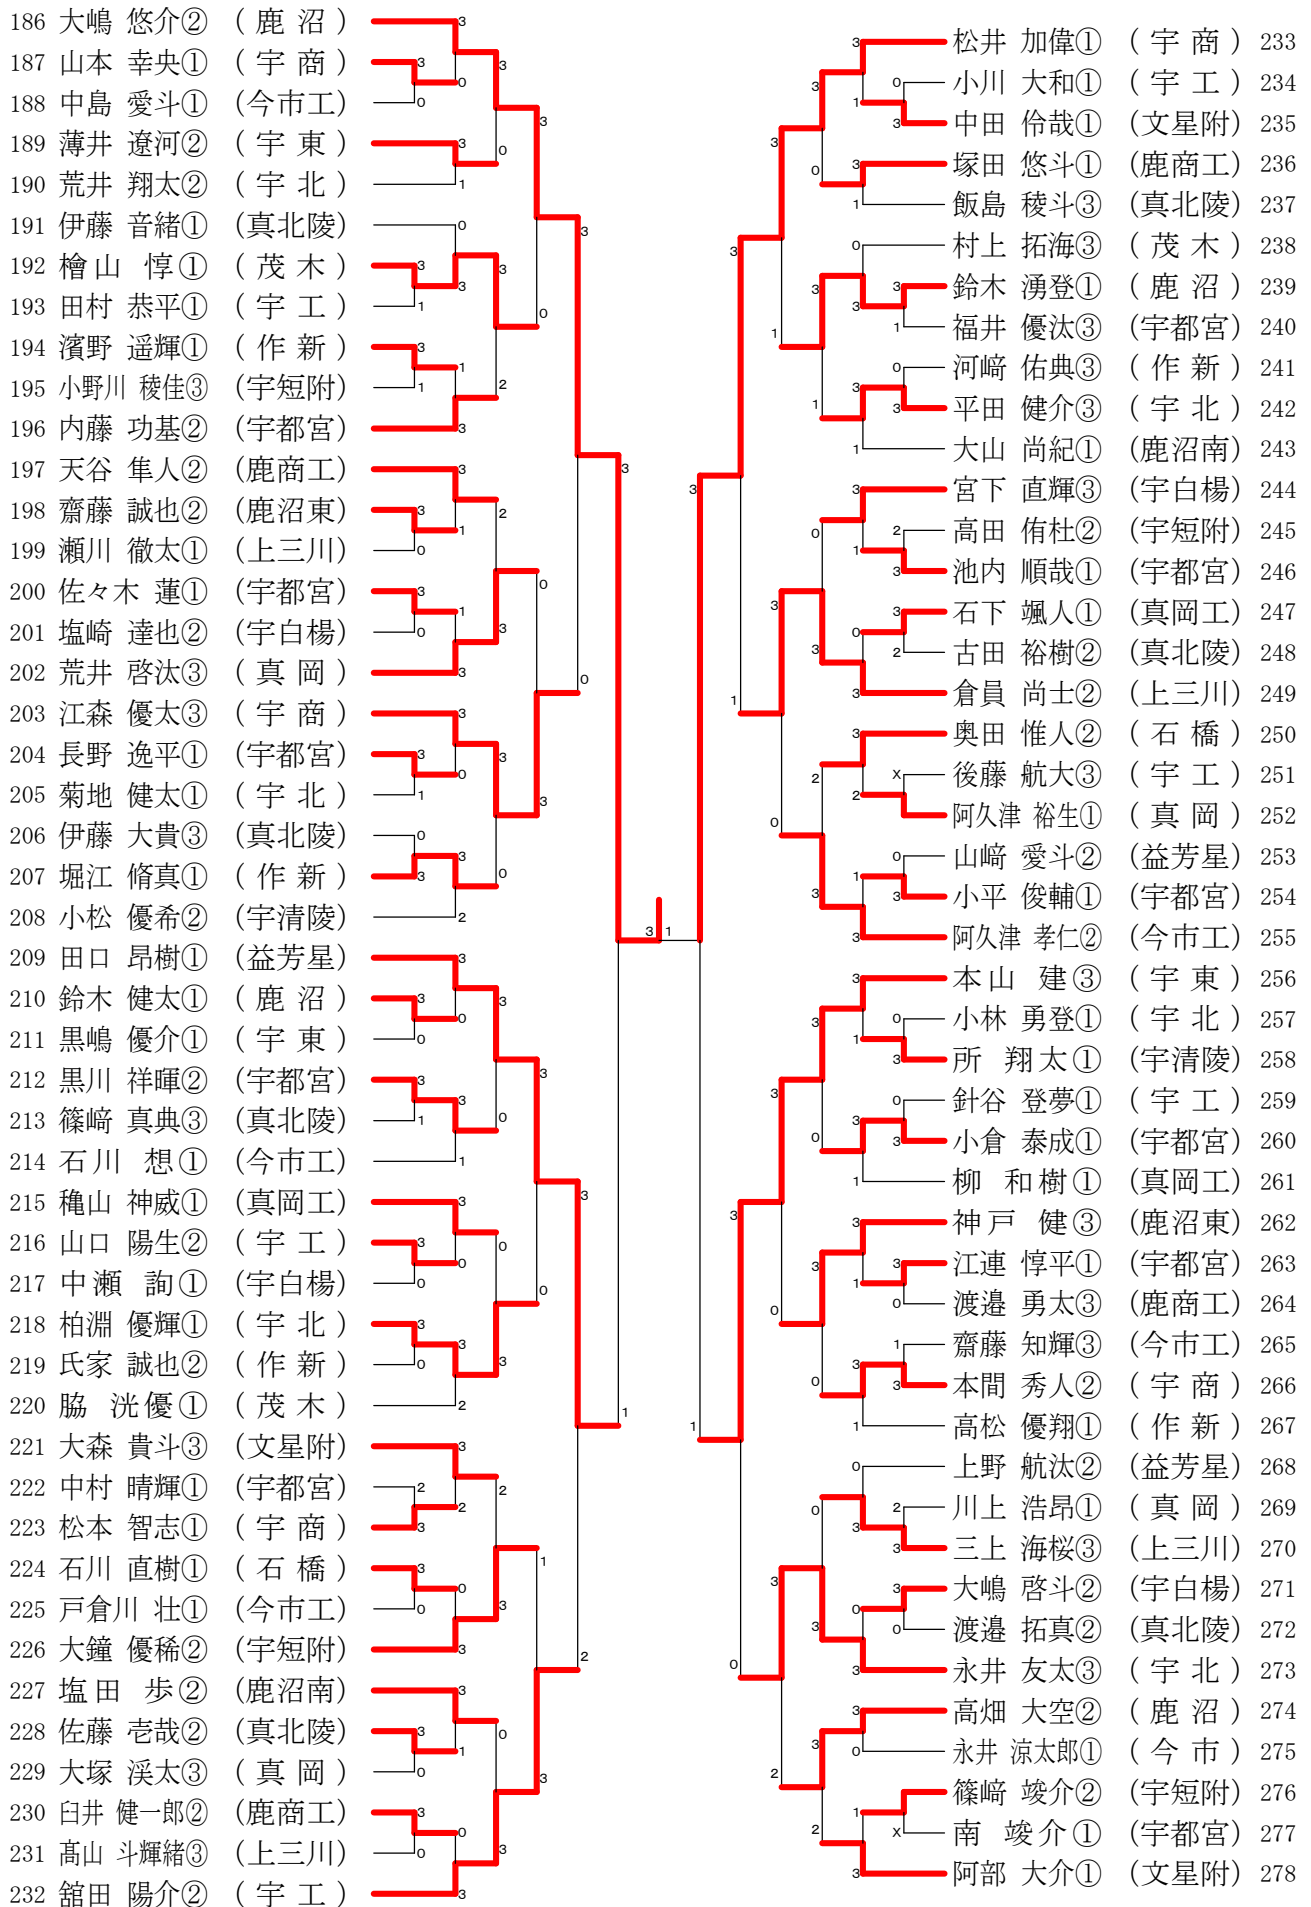 186 大嶋 悠介② （ 鹿 沼 ）
187 山本 幸央① （ 宇 商 ）
188 中島 愛斗① （今市工）
189 薄井 遼河② （ 宇 東 ）
190 荒井 翔太② （ 宇 北 ）
191 伊藤 音緒① （真北陵）
192 檜山 惇① （ 茂 木 ）
193 田村 恭平① （ 宇 工 ）
194 濱野 遥輝① （ 作 新 ）
195 小野川 稜佳③ （宇短附）
196 内藤 功基② （宇都宮）
197 天谷 隼人② （鹿商工）
198 齋藤 誠也② （鹿沼東）
199 瀬川 徹太① （上三川）
200 佐々木 蓮① （宇都宮）
201 塩崎 達也② （宇白楊）
202 荒井 啓汰③ （ 真 岡 ）
203 江森 優太③ （ 宇 商 ）
204 長野 逸平① （宇都宮）
205 菊地 健太① （ 宇 北 ）
206 伊藤 大貴③ （真北陵）
207 堀江 脩真① （ 作 新 ）
208 小松 優希② （宇清陵）
209 田口 昂樹① （益芳星）
210 鈴木 健太① （ 鹿 沼 ）
211 黒嶋 優介① （ 宇 東 ）
212 黒川 祥暉② （宇都宮）
213 篠﨑 真典③ （真北陵）
214 石川 想① （今市工）
215 穐山 神威① （真岡工）
216 山口 陽生② （ 宇 工 ）
217 中瀬 詢① （宇白楊）
218 柏淵 優輝① （ 宇 北 ）
219 氏家 誠也② （ 作 新 ）
220 脇 洸優① （ 茂 木 ）
221 大森 貴斗③ （文星附）
222 中村 晴輝① （宇都宮）
223 松本 智志① （ 宇 商 ）
224 石川 直樹① （ 石 橋 ）
225 戸倉川 壮① （今市工）
226 大鐘 優稀② （宇短附）
227 塩田 歩② （鹿沼南）
228 佐藤 壱哉② （真北陵）
229 大塚 渓太③ （ 真 岡 ）
230 臼井 健一郎② （鹿商工）
231 髙山 斗輝緒③ （上三川）
232 舘田 陽介② （ 宇 工 ）
松井 加偉① （ 宇 商 ） 233
小川 大和① （ 宇 工 ） 234
中田 伶哉① （文星附） 235
塚田 悠斗① （鹿商工） 236
飯島 稜斗③ （真北陵） 237
村上 拓海③ （ 茂 木 ） 238
鈴木 湧登① （ 鹿 沼 ） 239
福井 優汰③ （宇都宮） 240
河﨑 佑典③ （ 作 新 ） 241
平田 健介③ （ 宇 北 ） 242
大山 尚紀① （鹿沼南） 243
宮下 直輝③ （宇白楊） 244
高田 侑杜② （宇短附） 245
池内 順哉① （宇都宮） 246
石下 颯人① （真岡工） 247
古田 裕樹② （真北陵） 248
倉員 尚士② （上三川） 249
奥田 惟人② （ 石 橋 ） 250
後藤 航大③ （ 宇 工 ） 251
阿久津 裕生① （ 真 岡 ） 252
山﨑 愛斗② （益芳星） 253
小平 俊輔① （宇都宮） 254
阿久津 孝仁② （今市工） 255
本山 建③ （ 宇 東 ） 256
小林 勇登① （ 宇 北 ） 257
所 翔太① （宇清陵） 258
針谷 登夢① （ 宇 工 ） 259
小倉 泰成① （宇都宮） 260
柳 和樹① （真岡工） 261
神戸 健③ （鹿沼東） 262
江連 惇平① （宇都宮） 263
渡邉 勇太③ （鹿商工） 264
齋藤 知輝③ （今市工） 265
本間 秀人② （ 宇 商 ） 266
高松 優翔① （ 作 新 ） 267
上野 航汰② （益芳星） 268
川上 浩昂① （ 真 岡 ） 269
三上 海桜③ （上三川） 270
大嶋 啓斗② （宇白楊） 271
渡邉 拓真② （真北陵） 272
永井 友太③ （ 宇 北 ） 273
高畑 大空② （ 鹿 沼 ） 274
永井 涼太郎① （ 今 市 ） 275
篠﨑 竣介② （宇短附） 276
南 竣介① （宇都宮） 277
阿部 大介① （文星附） 278